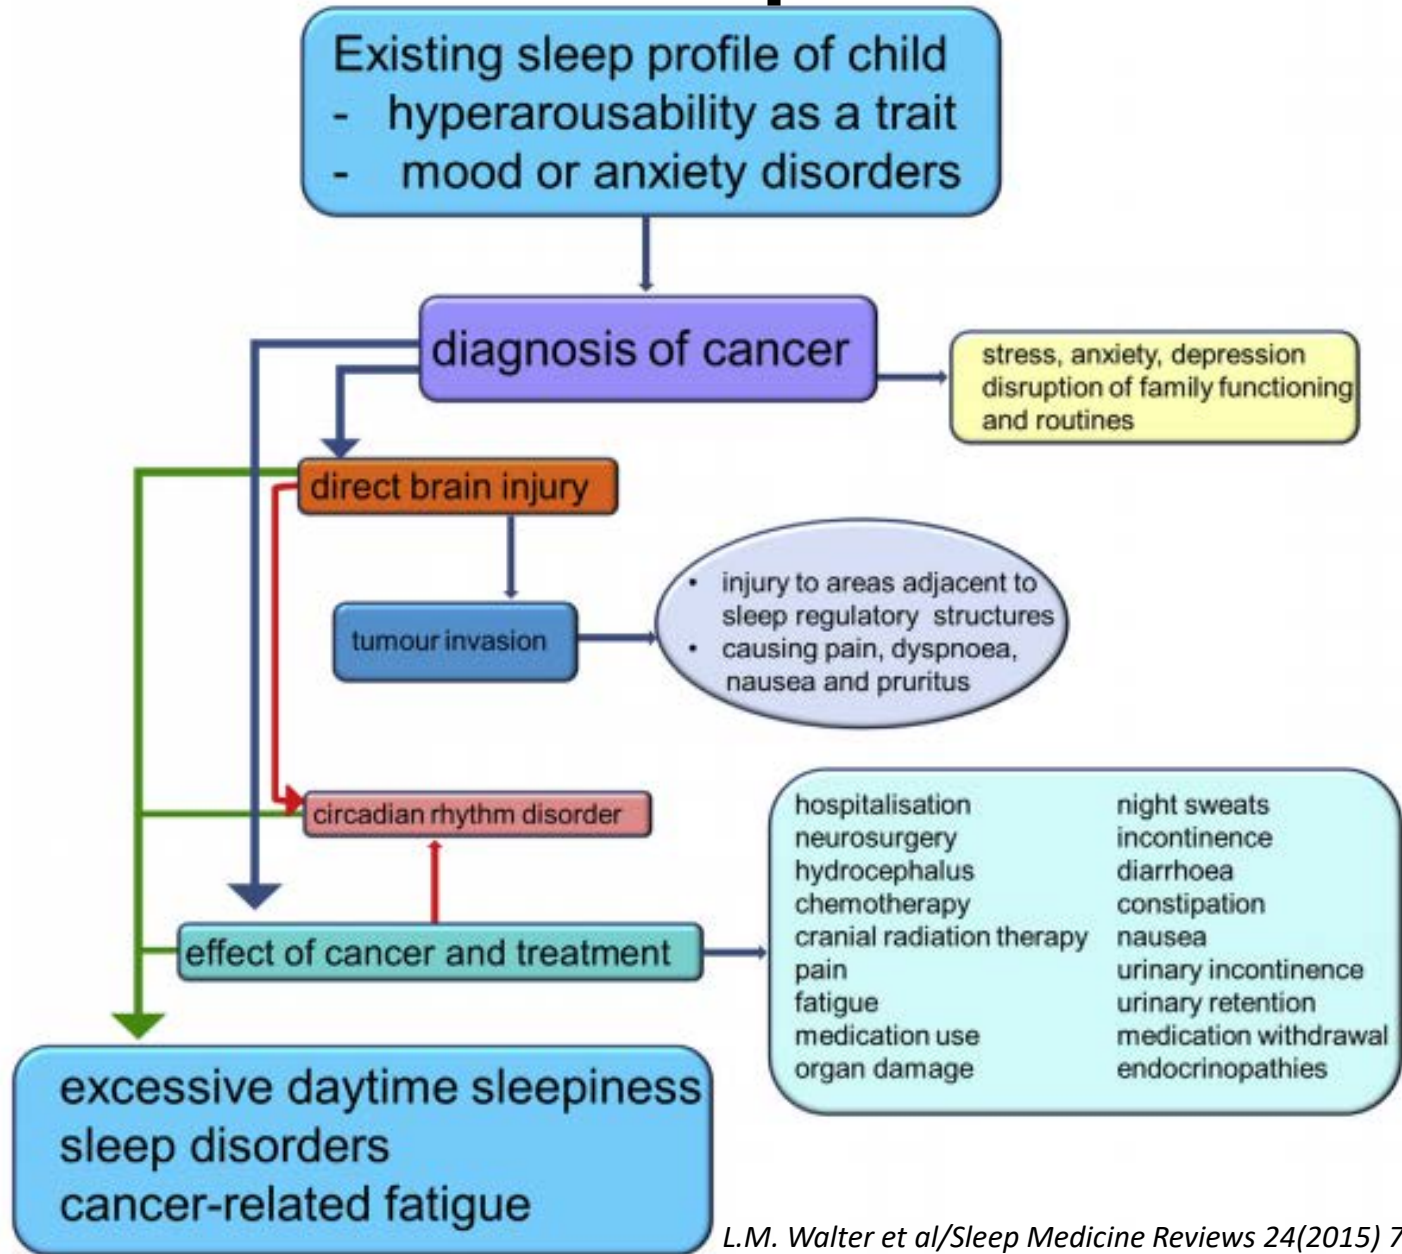 Existing sleep profile of child
- hyperarousability as a trait
- mood or anxiety disorders
diagnosis of cancer
stress, anxiety, depression
disruption of family functioning
and routines
direct brain injury
tumour invasion
• injury to areas adjacent to
sleep regulatory structures
• causing pain, dyspnoea,
nausea and pruritus
circadian rhythm disorder
effect of cancer and treatment
hospitalisation
neurosurgery
hydrocephalus
chemotherapy
cranial radiation therapy
pain
fatigue
medication use
organ damage
night sweats
incontinence
diarrhoea
constipation
nausea
urinary incontinence
urinary retention
medication withdrawal
endocrinopathies
excessive daytime sleepiness
sleep disorders
cancer-related fatigue
L.M. Walter et al/Sleep Medicine Reviews 24(2015) 7